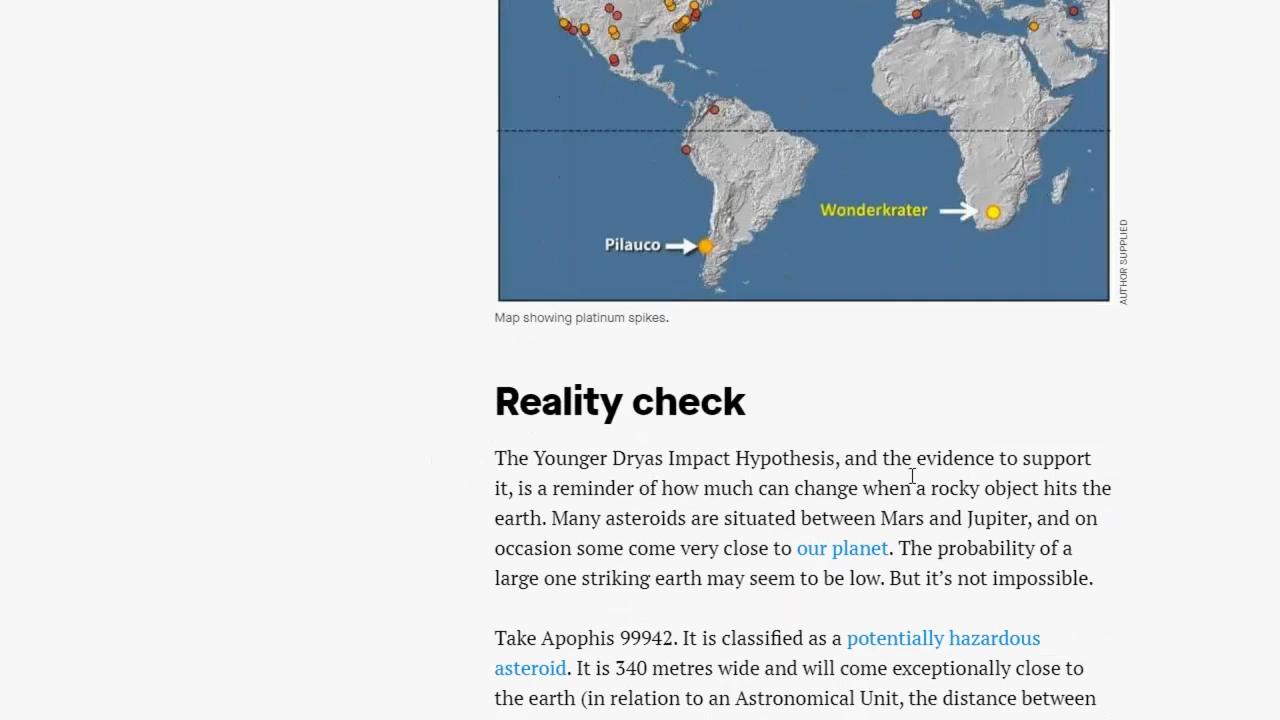 Wonderkrater
Pilauco
AUTHOR SUPPLIED
Map showing platinum spikes.
Reality check
The Younger Dryas Impact Hypothesis, and the evidence to support
it, is a reminder of how much can change when a rocky object hits the
earth. Many asteroids are situated between Mars and Jupiter, and on
occasion some come very close to our planet. The probability of a
large one striking earth may seem to be low. But it’s not impossible.
Take Apophis 99942. It is classified as a potentially hazardous
asteroid. It is 340 metres wide and will come exceptionally close to
the earth (in relation to an Astronomical Unit, the distance between